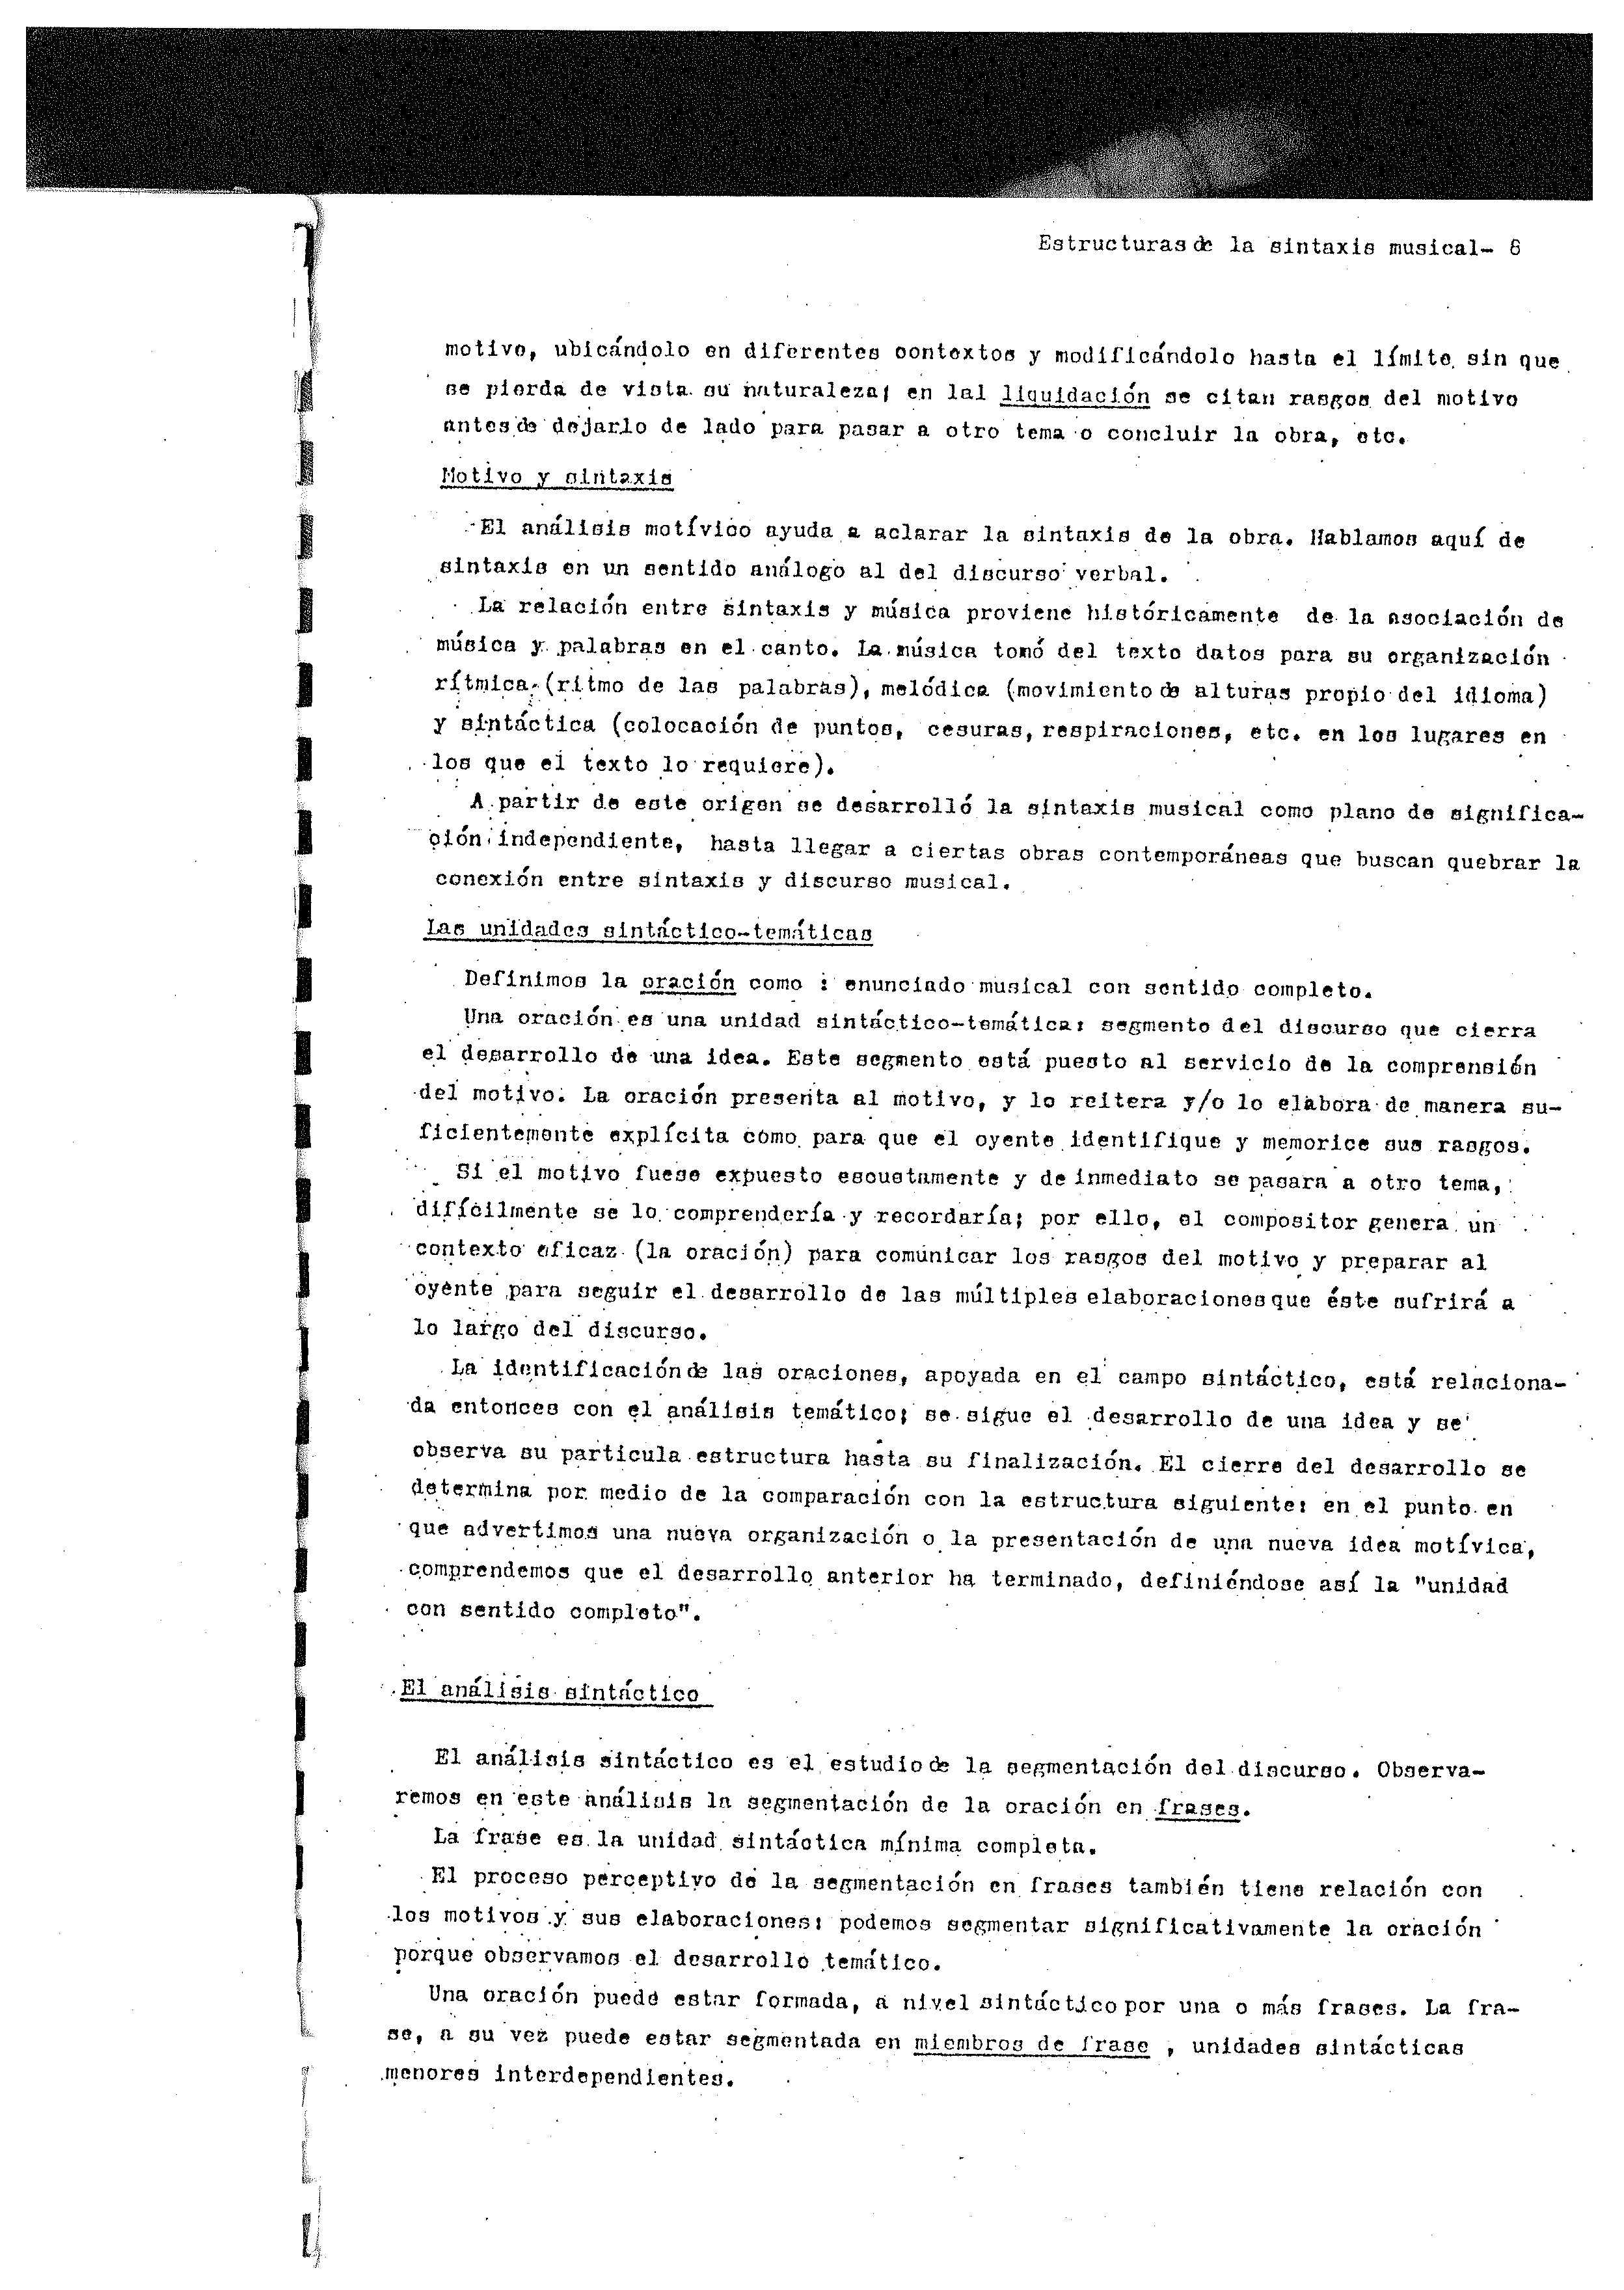 Estructuras de la sintaxis musical- 8
motivo, ubicándolo en diferentes contextos y modificándolo hasta el límite sin que
se pierda de vista su naturaleza; en lal liquidación se citan rasgos del motivo
antes de dejarlo de lado para pasar a otro tema o concluir la obra, etc.
Motivo y sintaxis
El análisis motívico ayuda a aclarar la sintaxis de la obra. Hablamos aquí de
sintaxis en un sentido análogo al del discurso verbal.
La relación entre sintaxis y música proviene históricamente de la asociación de
música y palabras en el canto. La música tomó del texto datos para su organización
rítmica (ritmo de las palabras), melódica (movimiento de alturas propio del idioma)
y sintáctica (colocación de puntos, cesuras, respiraciones, etc. en los lugares en
los que el texto lo requiere).
A partir de este origen se desarrolló la sintaxis musical como plano de significa-
ción independiente, hasta llegar a ciertas obras contemporáneas que buscan quebrar la
conexión entre sintaxis y discurso musical.
Las unidades sintáctico-temáticas
Definimos la oración como : enunciado musical con sentido completo.
Una oración es una unidad sintáctico-temática: segmento del discurso que cierra
el desarrollo de una idea. Este segmento está puesto al servicio de la comprensión
del motivo. La oración presenta al motivo, y lo reitera y/o lo elabora de manera su-
ficientemente explícita como para que el oyente identifique y memorice sus rasgos.
Si el motivo fuese expuesto escuetamente y de inmediato se pasara a otro tema,
difícilmente se lo comprendería y recordaría; por ello, el compositor genera un
contexto eficaz (la oración) para comunicar los rasgos del motivo y preparar al
oyente para seguir el desarrollo de las múltiples elaboraciones que éste sufrirá a
lo largo del discurso.
La identificación de las oraciones, apoyada en el campo sintáctico, está relaciona-
da entonces con el análisis temático; se sigue el desarrollo de una idea y se
observa su particula estructura hasta su finalización. El cierre del desarrollo se
determina por medio de la comparación con la estructura siguiente: en el punto en
que advertimos una nueva organización o la presentación de una nueva idea motívica,
comprendemos que el desarrollo anterior ha terminado, definiéndose así la "unidad
con sentido completo".
El análisis sintáctico
El análisis sintáctico es el estudio de la segmentación del discurso. Observa-
remos en este análisis la segmentación de la oración en frases.
La frase es la unidad sintáctica mínima completa.
El proceso perceptivo de la segmentación en frases también tiene relación con
los motivos y sus elaboraciones: podemos segmentar significativamente la oración
porque observamos el desarrollo temático.
Una oración puede estar formada, a nivel sintáctico por una o más frases. La fra-
se, a su vez puede estar segmentada en miembros de frase , unidades sintácticas
menores interdependientes.